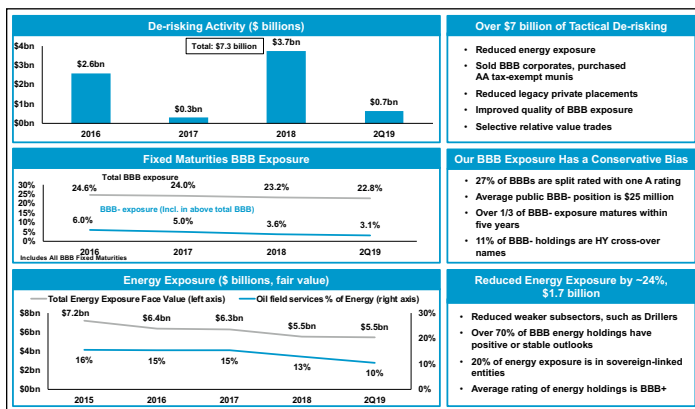 De-risking Activity ($ billions)
$4bn
$3bn
$2bn
$1bn
$0bn
Total: $7.3 billion
$2.6bn
$0.3bn
$3.7bn
$0.7bn
2016
2017
2018
2Q19
Over $7 billion of Tactical De-risking
• Reduced energy exposure
• Sold BBB corporates, purchased
AA tax-exempt munis
• Reduced legacy private placements
• Improved quality of BBB exposure
• Selective relative value trades
Fixed Maturities BBB Exposure
Total BBB exposure
30%
25%
20%
15%
10%
5%
0%
24.6%
24.0%
23.2%
22.8%
BBB- exposure (Incl. in above total BBB)
6.0%
5.0%
3.6%
3.1%
2016
2017
2018
2Q19
Includes All BBB Fixed Maturities
Our BBB Exposure Has a Conservative Bias
• 27% of BBBs are split rated with one A rating
• Average public BBB- position is $25 million
• Over 1/3 of BBB- exposure matures within
five years
• 11% of BBB- holdings are HY cross-over
names
Energy Exposure ($ billions, fair value)
Total Energy Exposure Face Value (left axis)
Oil field services % of Energy (right axis)
$8bn
$6bn
$4bn
$2bn
$0bn
$7.2bn
$6.4bn
$6.3bn
$5.5bn
$5.5bn
16%
15%
15%
13%
10%
30%
20%
10%
0%
2015
2016
2017
2018
2Q19
Reduced Energy Exposure by ~24%,
$1.7 billion
• Reduced weaker subsectors, such as Drillers
• Over 70% of BBB energy holdings have
positive or stable outlooks
• 20% of energy exposure is in sovereign-linked
entities
• Average rating of energy holdings is BBB+